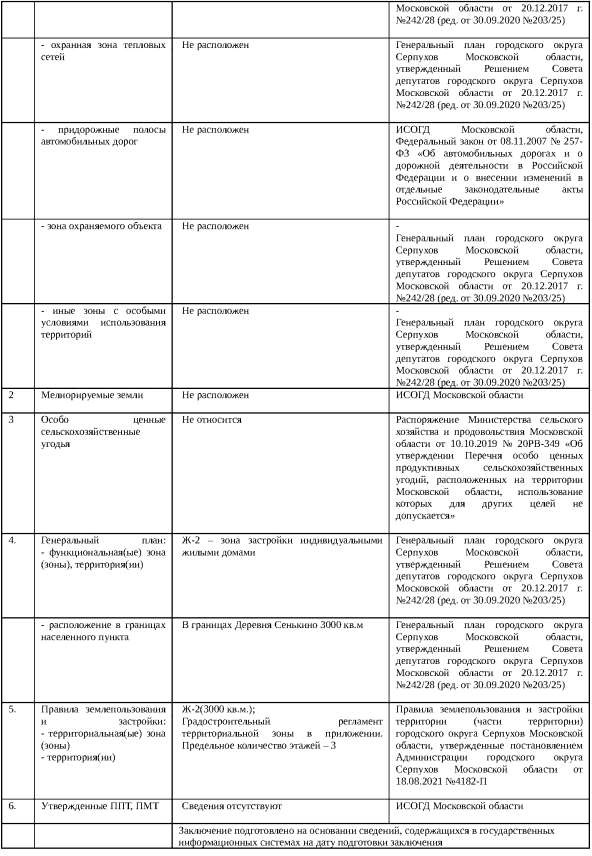 Московской области от 20.12.2017 г.
№242/28 (ред. от 30.09.2020 №203/25)
- охранная зона тепловых
сетей
Не расположен
Генеральный план городского округа
Серпухов Московской области,
утвержденный Решением Совета
депутатов городского округа Серпухов
Московской области от 20.12.2017 г.
№242/28 (ред. от 30.09.2020 №203/25)
- придорожные полосы
автомобильных дорог
Не расположен
ИСОГД Московской области,
Федеральный закон от 08.11.2007 № 257-
ФЗ «Об автомобильных дорогах и о
дорожной деятельности в Российской
Федерации и о внесении изменений в
отдельные законодательные акты
Российской Федерации»
- зона охраняемого объекта
Не расположен
-
Генеральный план городского округа
Серпухов Московской области,
утвержденный Решением Совета
депутатов городского округа Серпухов
Московской области от 20.12.2017 г.
№242/28 (ред. от 30.09.2020 №203/25)
- иные зоны с особыми
условиями использования
территорий
Не расположен
-
Генеральный план городского округа
Серпухов Московской области,
утвержденный Решением Совета
депутатов городского округа Серпухов
Московской области от 20.12.2017 г.
№242/28 (ред. от 30.09.2020 №203/25)
2
Мелиорируемые земли
Не расположен
ИСОГД Московской области
3
Особо ценные
сельскохозяйственные
угодья
Не относится
Распоряжение Министерства сельского
хозяйства и продовольствия Московской
области от 10.10.2019 № 20РВ-349 «Об
утверждении Перечня особо ценных
продуктивных сельскохозяйственных
угодий, расположенных на территории
Московской области, использование
которых для других целей не
допускается»
4.
Генеральный план:
- функциональная(ые) зона
(зоны), территория(ии)
Ж-2 – зона застройки индивидуальными
жилыми домами
Генеральный план городского округа
Серпухов Московской области,
утвержденный Решением Совета
депутатов городского округа Серпухов
Московской области от 20.12.2017 г.
№242/28 (ред. от 30.09.2020 №203/25)
- расположение в границах
населенного пункта
В границах Деревня Сенькино 3000 кв.м
Генеральный план городского округа
Серпухов Московской области,
утвержденный Решением Совета
депутатов городского округа Серпухов
Московской области от 20.12.2017 г.
№242/28 (ред. от 30.09.2020 №203/25)
5.
Правила землепользования
и застройки:
- территориальная(ые) зона
(зоны)
- территория(ии)
Ж-2(3000 кв.м.);
Градостроительный регламент
территориальной зоны в приложении.
Предельное количество этажей – 3
Правила землепользования и застройки
территории (части территории)
городского округа Серпухов Московской
области, утвержденные постановлением
Администрации городского округа
Серпухов Московской области от
18.08.2021 №4182-П
6.
Утвержденные ППТ, ПМТ
Сведения отсутствуют
ИСОГД Московской области
Заключение подготовлено на основании сведений, содержащихся в государственных
информационных системах на дату подготовки заключения